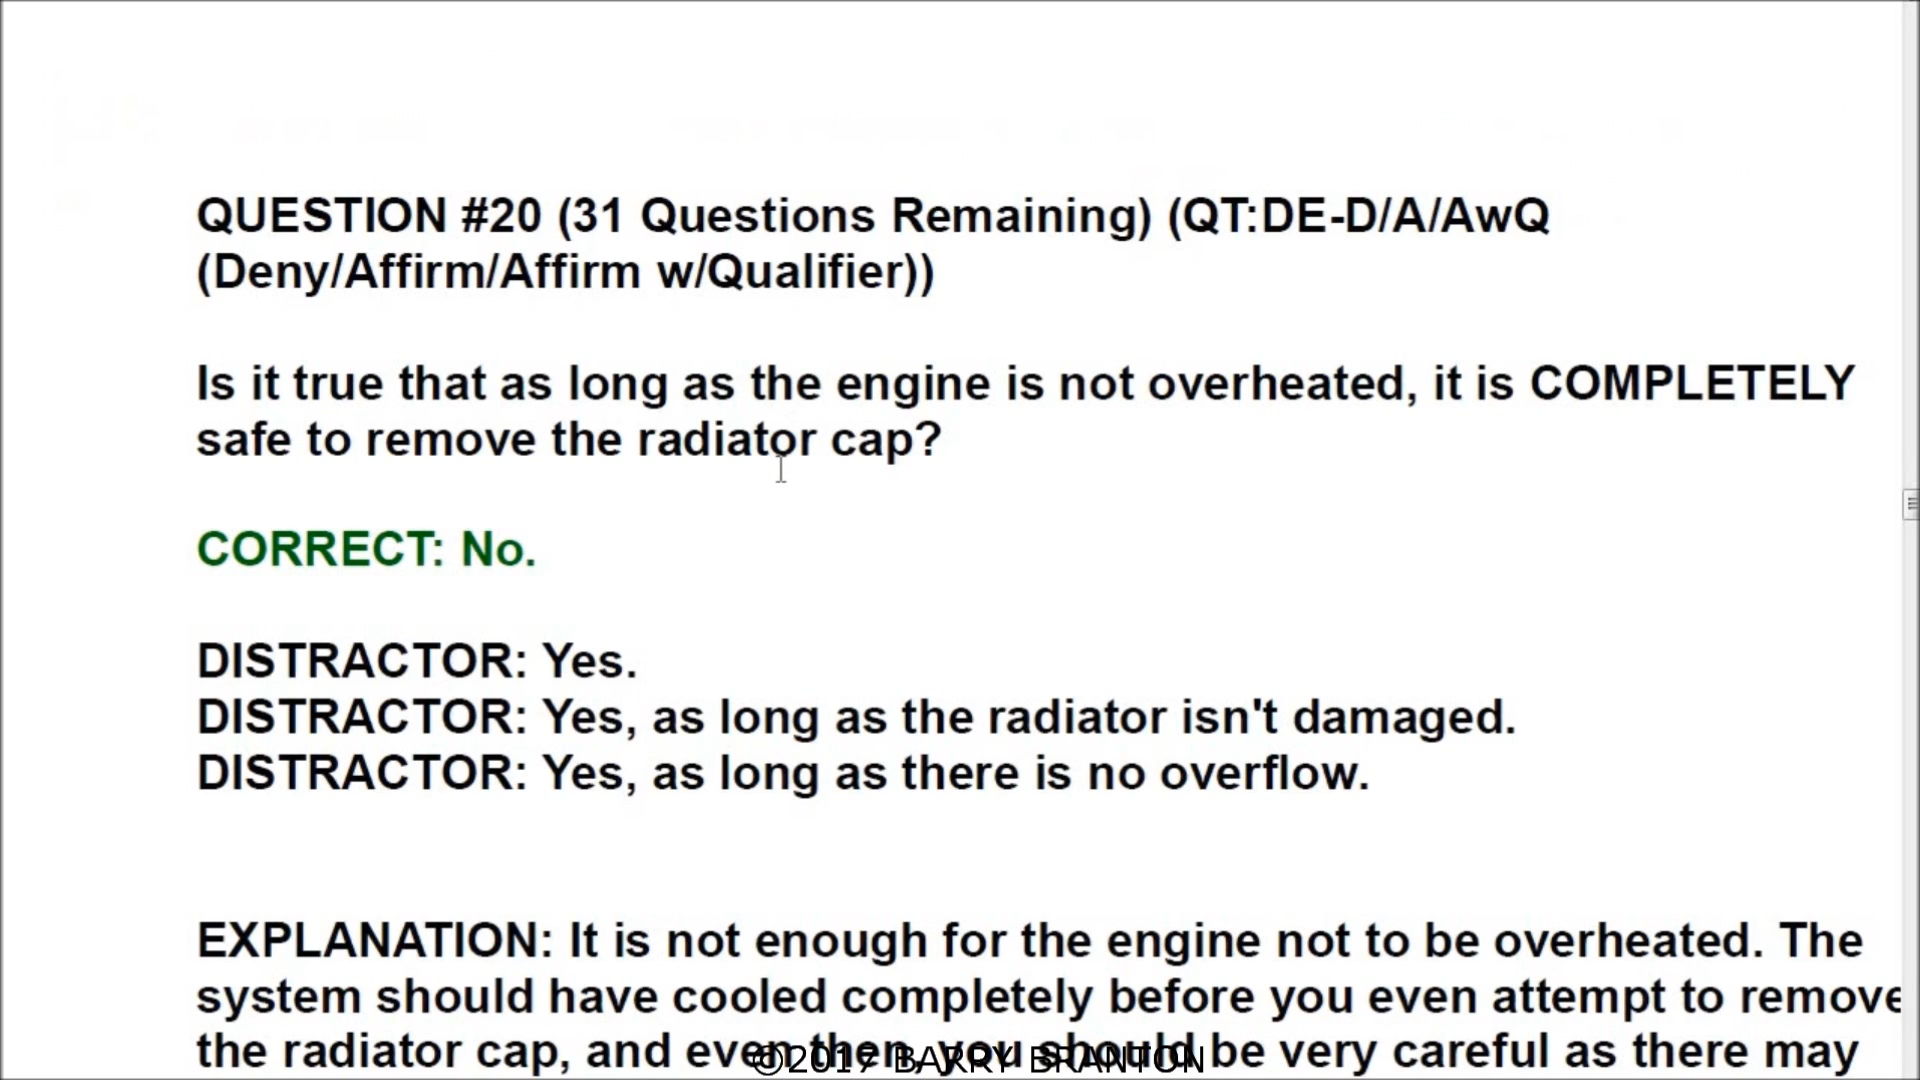 QUESTION #20 (31 Questions Remaining) (QT:DE-D/A/AwQ
(Deny/Affirm/Affirm w/Qualifier))
Is it true that as long as the engine is not overheated, it is COMPLETELY
safe to remove the radiator cap?
CORRECT: No.
DISTRACTOR: Yes.
DISTRACTOR: Yes, as long as the radiator isn't damaged.
DISTRACTOR: Yes, as long as there is no overflow.
EXPLANATION: It is not enough for the engine not to be overheated. The
system should have cooled completely before you even attempt to remove
the radiator cap, and even then, you should be very careful as there may
©2017 BARRY BRANTON